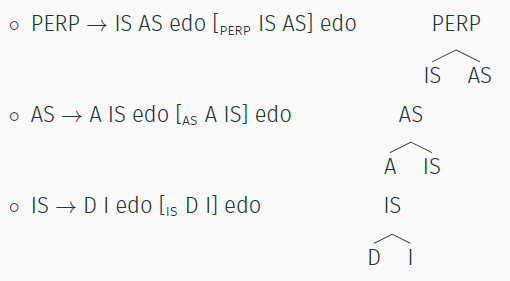 ○ PERP → IS AS edo [PERP IS AS] edo PERP
IS AS
○ AS → A IS edo [AS A IS] edo AS
A IS
○ IS → D I edo [IS D I] edo IS
D I